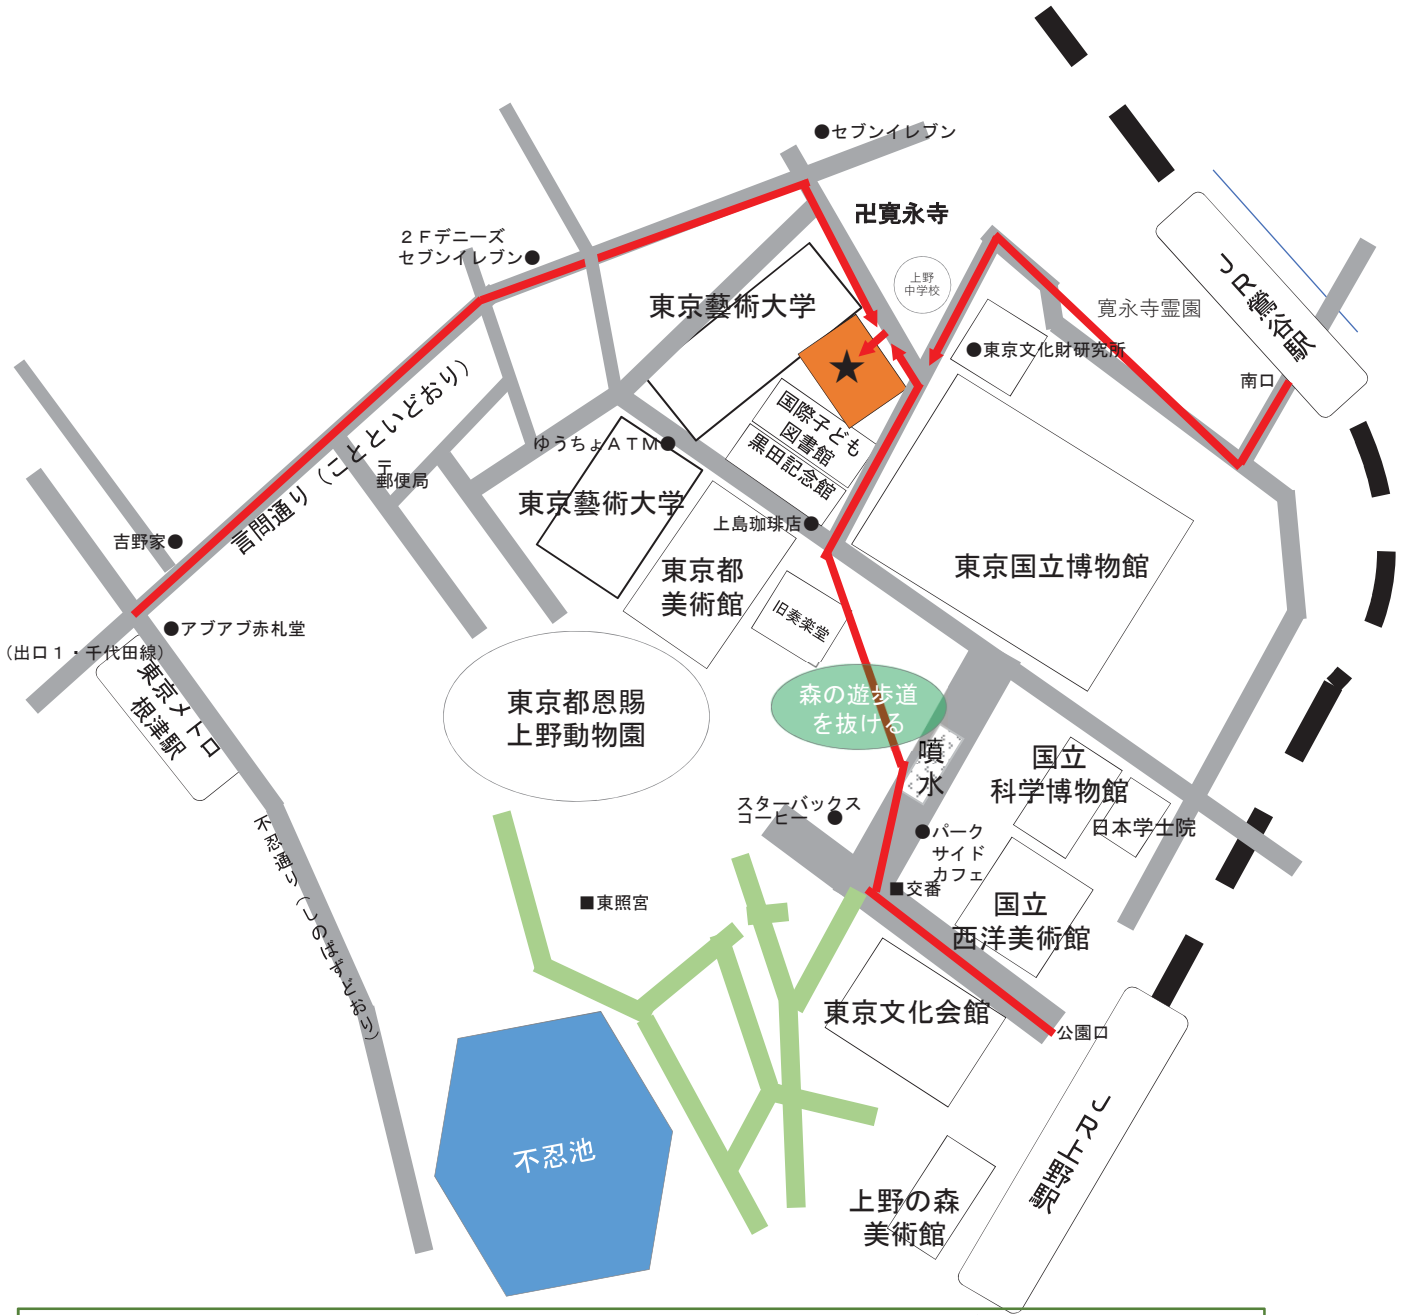 セブンイレブン
卍寛永寺
２Ｆデニーズ
セブンイレブン
上野
中学校
ＪＲ鶯谷駅
東京藝術大学
寛永寺霊園
東京文化財研究所
南口
言問通り（ことといどおり）
国際子ども
図書館
黒田記念館
ゆうちょＡＴＭ
〒
郵便局
東京藝術大学
上島珈琲店
吉野家
東京都
美術館
東京国立博物館
旧奏楽堂
アブアブ赤札堂
（出口１・千代田線）
東京メトロ
根津駅
東京都恩賜
上野動物園
森の遊歩道
を抜ける
噴
水
国立
科学博物館
スターバックス
コーヒー
日本学士院
パーク
サイド
カフェ
不忍通り（しのばずどおり）
■東照宮
■交番
国立
西洋美術館
東京文化会館
公園口
ＪＲ上野駅
不忍池
上野の森
美術館